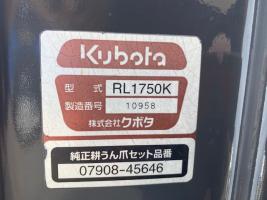 Kubota
型式 RL1750K
製造番号 10958
株式会社クボタ
純正耕うん爪セット品番
07908-45646